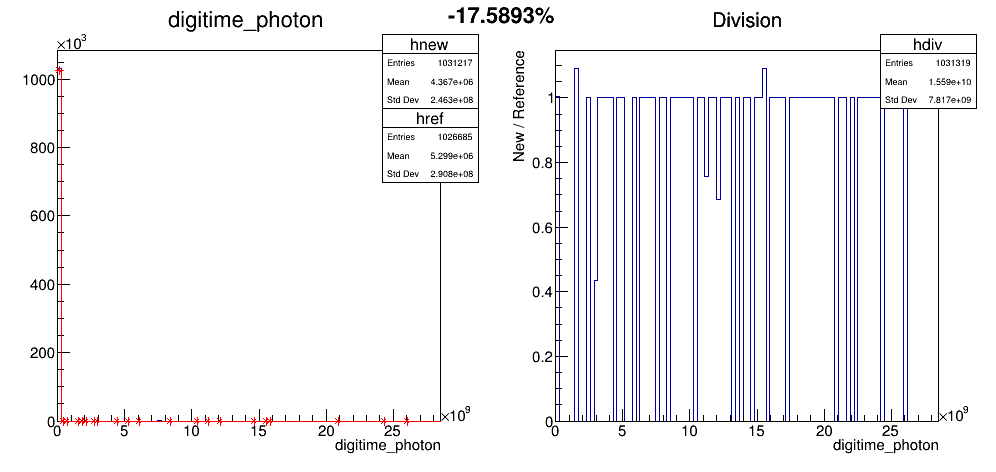 digitime_photon
-17.5893%
Division
×10³
hnew
Entries 1031217
Mean 4.367e+06
Std Dev 2.463e+08
href
Entries 1026685
Mean 5.299e+06
Std Dev 2.908e+08
1000
800
600
400
200
0
0 5 10 15 20 25 ×10⁹
digitime_photon
hdiv
Entries 1031319
Mean 1.559e+10
Std Dev 7.817e+09
New / Reference
1
0.8
0.6
0.4
0.2
0
0 5 10 15 20 25 ×10⁹
digitime_photon